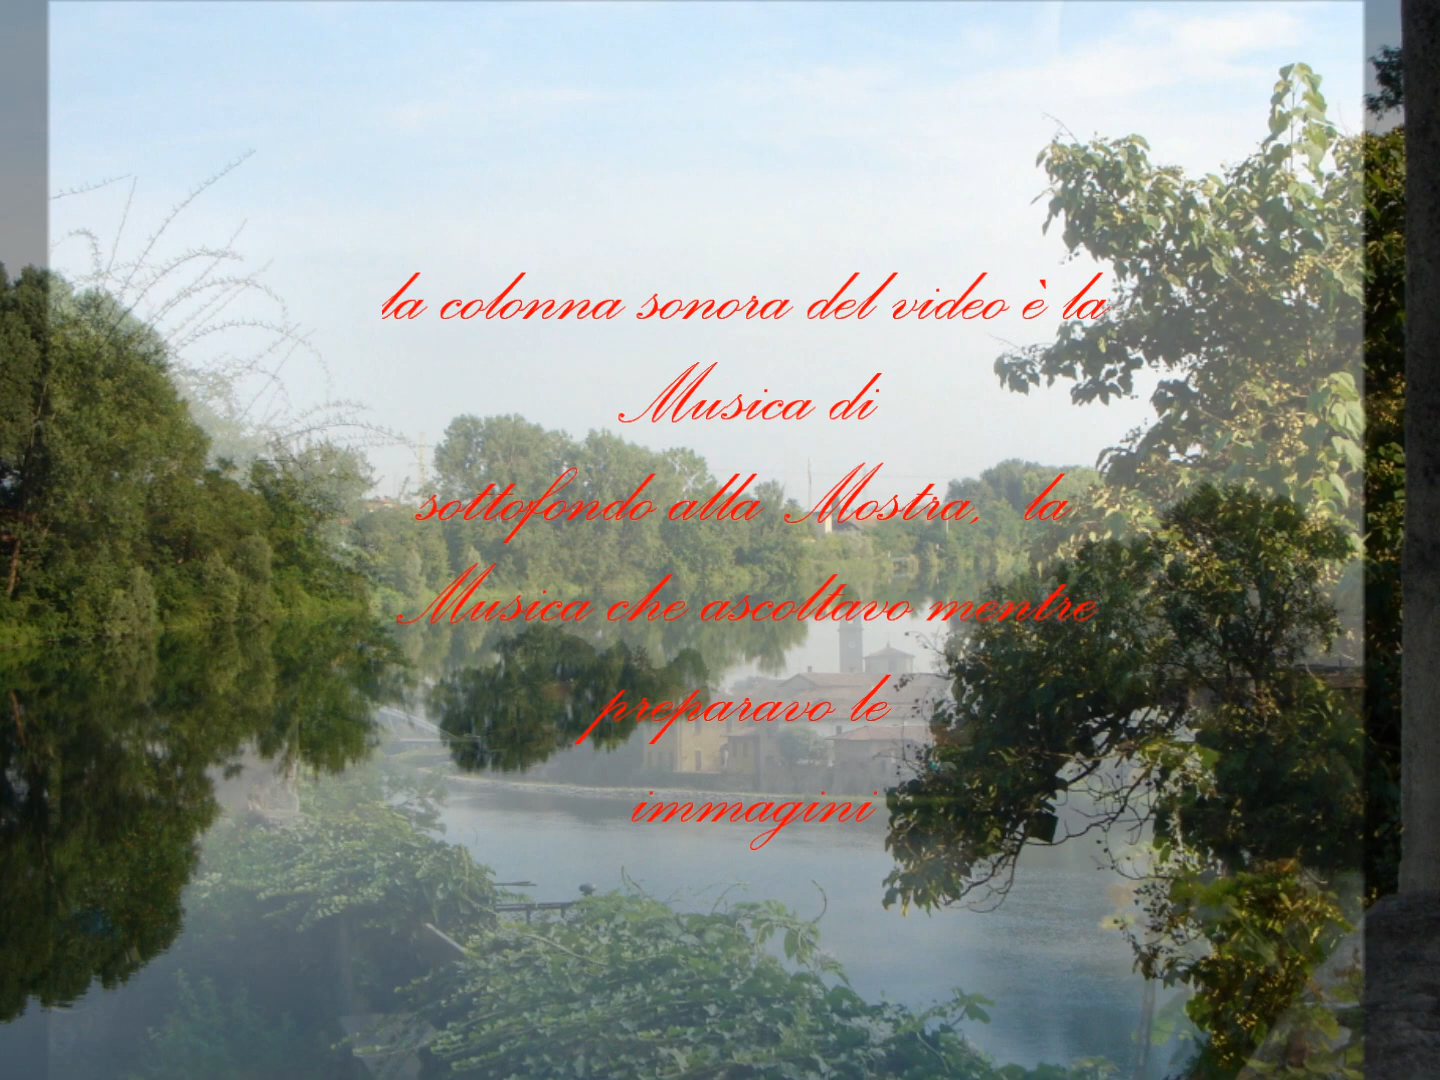 la colonna sonora del video è la
Musica di
sottofondo alla Mostra, la
Musica che ascoltavo mentre
preparavo le
immagini